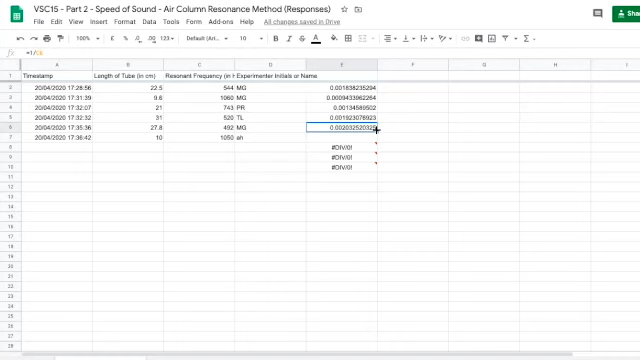 VSC15 - Part 2 - Speed of Sound - Air Column Resonance Method (Responses)
File Edit View Insert Format Data Tools Form Add-ons Help All changes saved in Drive
Share
100% £ % .0 .00 123 Default (Ari... 10 B I S A
=1/C6
A B C D E F G H I
1 Timestamp Length of Tube (in cm) Resonant Frequency (in H Experimenter Initials or Name
2 20/04/2020 17:28:56 22.5 544 MG 0.001838235294
3 20/04/2020 17:31:39 9.6 1060 MG 0.0009433962264
4 20/04/2020 17:32:07 21 743 PR 0.00134589502
5 20/04/2020 17:32:32 31 520 TL 0.001923076923
6 20/04/2020 17:35:36 27.8 492 MG 0.002032520325
7 20/04/2020 17:36:42 10 1050 ah
8 #DIV/0!
9 #DIV/0!
10 #DIV/0!
11
12
13
14
15
16
17
18
19
20
21
22
23
24
25
26
27
28